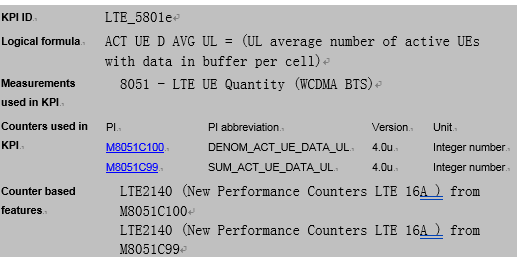 KPI ID LTE_5801e
Logical formula ACT UE D AVG UL = (UL average number of active UEs
with data in buffer per cell)
Measurements 8051 – LTE UE Quantity (WCDMA BTS)
used in KPI
Counters used in PI PI abbreviation Version Unit
KPI M8051C100 DENOM_ACT_UE_DATA_UL 4.0u Integer number
M8051C99 SUM_ACT_UE_DATA_UL 4.0u Integer number
Counter based LTE2140 (New Performance Counters LTE 16A ) from
features M8051C100
LTE2140 (New Performance Counters LTE 16A ) from
M8051C99